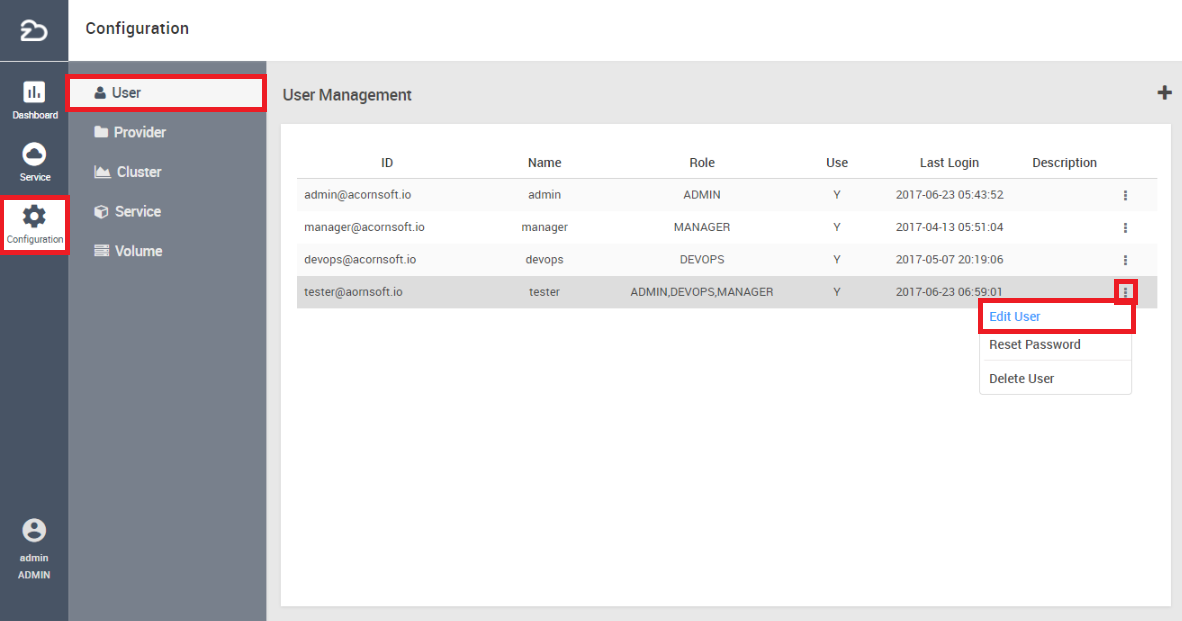 Configuration
Dashboard
Service
Configuration
admin
ADMIN
User
Provider
Cluster
Service
Volume
User Management
ID Name Role Use Last Login Description
admin@acornsoft.io admin ADMIN Y 2017-06-23 05:43:52
manager@acornsoft.io manager MANAGER Y 2017-04-13 05:51:04
devops@acornsoft.io devops DEVOPS Y 2017-05-07 20:19:06
tester@aornsoft.io tester ADMIN,DEVOPS,MANAGER Y 2017-06-23 06:59:01
Edit User
Reset Password
Delete User